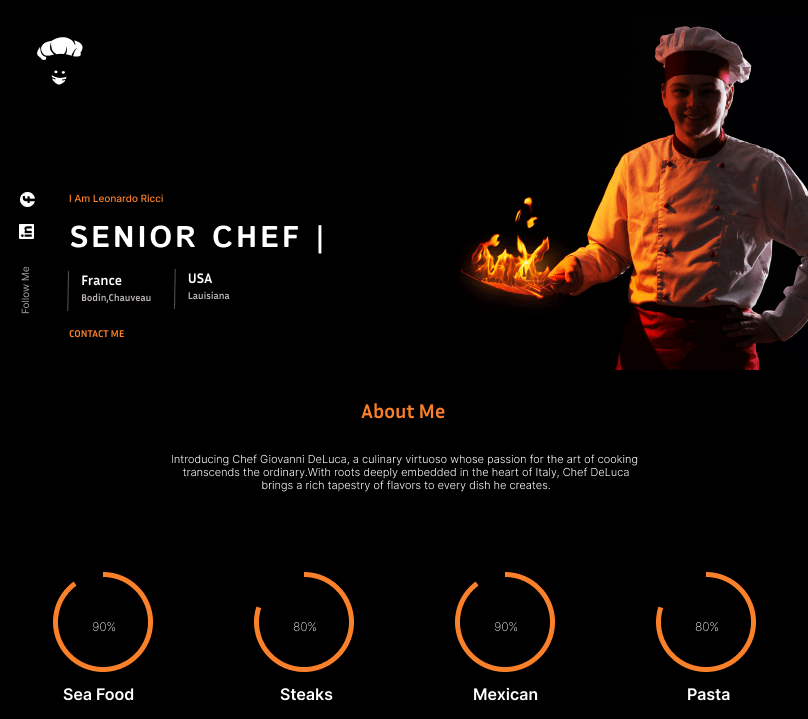 I Am Leonardo Ricci
SENIOR CHEF |
France
Bodin,Chauveau
USA
Lauisiana
in
Follow Me
CONTACT ME
About Me
Introducing Chef Giovanni DeLuca, a culinary virtuoso whose passion for the art of cooking
transcends the ordinary.With roots deeply embedded in the heart of Italy, Chef DeLuca
brings a rich tapestry of flavors to every dish he creates.
90%
80%
90%
80%
Sea Food
Steaks
Mexican
Pasta